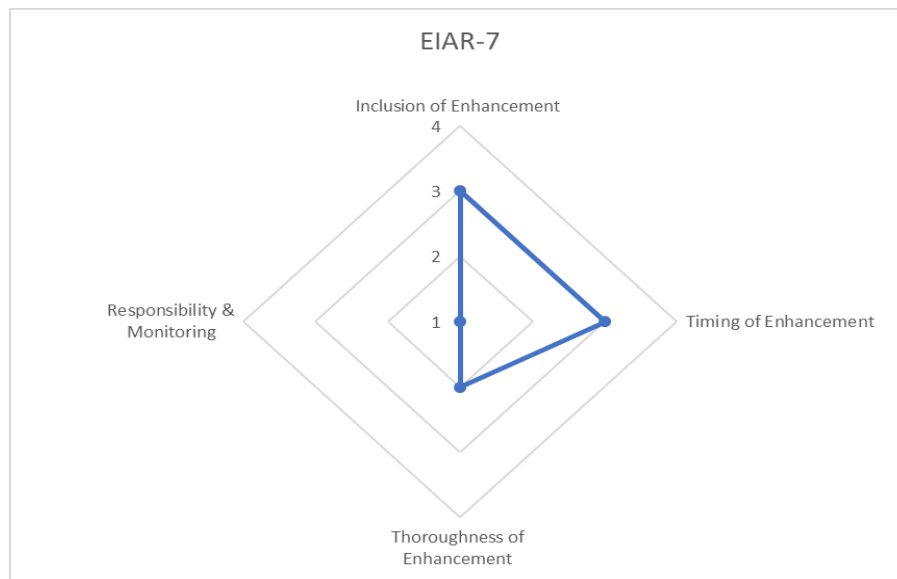 EIAR-7
Inclusion of Enhancement
4
3
2
1
Responsibility &
Monitoring
Timing of Enhancement
Thoroughness of
Enhancement